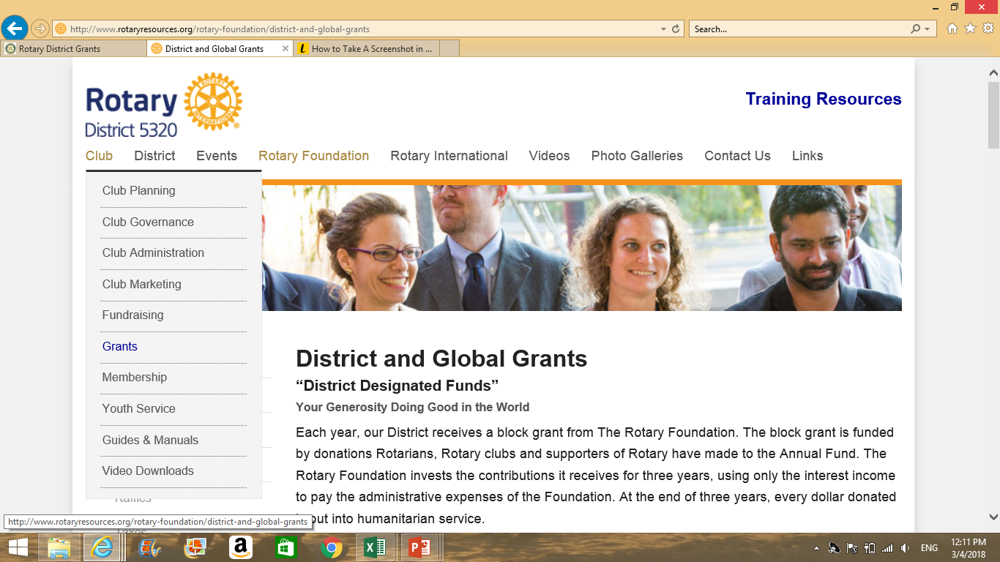 http://www.rotaryresources.org/rotary-foundation/district-and-global-grants
Search...
Rotary District Grants
District and Global Grants
How to Take A Screenshot in ...
Rotary
District 5320
ROTARY
INTERNATIONAL
Training Resources
Club District Events Rotary Foundation Rotary International Videos Photo Galleries Contact Us Links
Club Planning
Club Governance
Club Administration
Club Marketing
Fundraising
Grants
Membership
Youth Service
Guides & Manuals
Video Downloads
Raffles
Taxes
District and Global Grants
“District Designated Funds”
Your Generosity Doing Good in the World
Each year, our District receives a block grant from The Rotary Foundation. The block grant is funded
by donations Rotarians, Rotary clubs and supporters of Rotary have made to the Annual Fund. The
Rotary Foundation invests the contributions it receives for three years, using only the interest income
to pay the administrative expenses of the Foundation. At the end of three years, every dollar donated
put into humanitarian service.
http://www.rotaryresources.org/rotary-foundation/district-and-global-grants
ENG
12:11 PM
3/4/2018